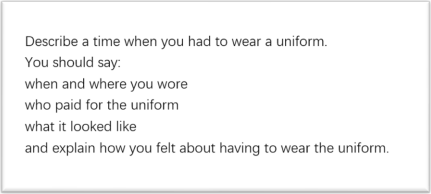 Describe a time when you had to wear a uniform.
You should say:
when and where you wore
who paid for the uniform
what it looked like
and explain how you felt about having to wear the uniform.